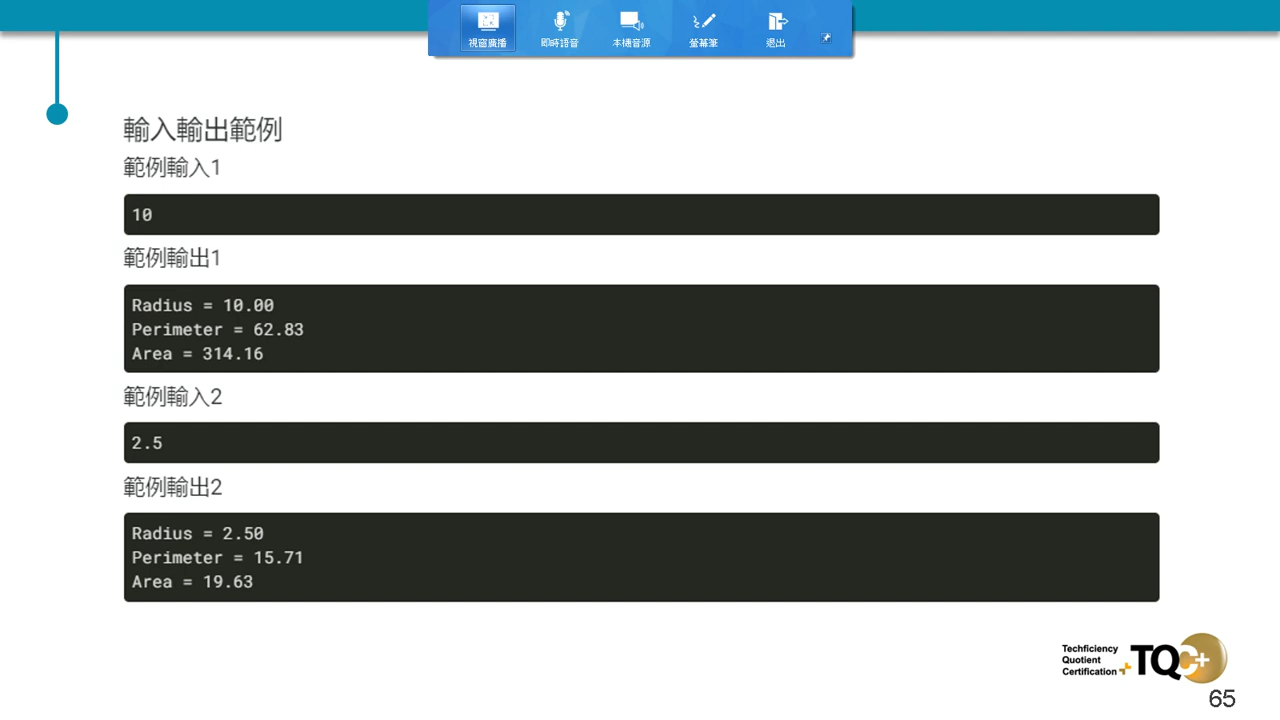 視窗廣播
即時語音
本機音源
螢幕筆
退出
輸入輸出範例
範例輸入1
10
範例輸出1
Radius = 10.00
Perimeter = 62.83
Area = 314.16
範例輸入2
2.5
範例輸出2
Radius = 2.50
Perimeter = 15.71
Area = 19.63
Techficiency
Quotient
Certification
TQC+
65